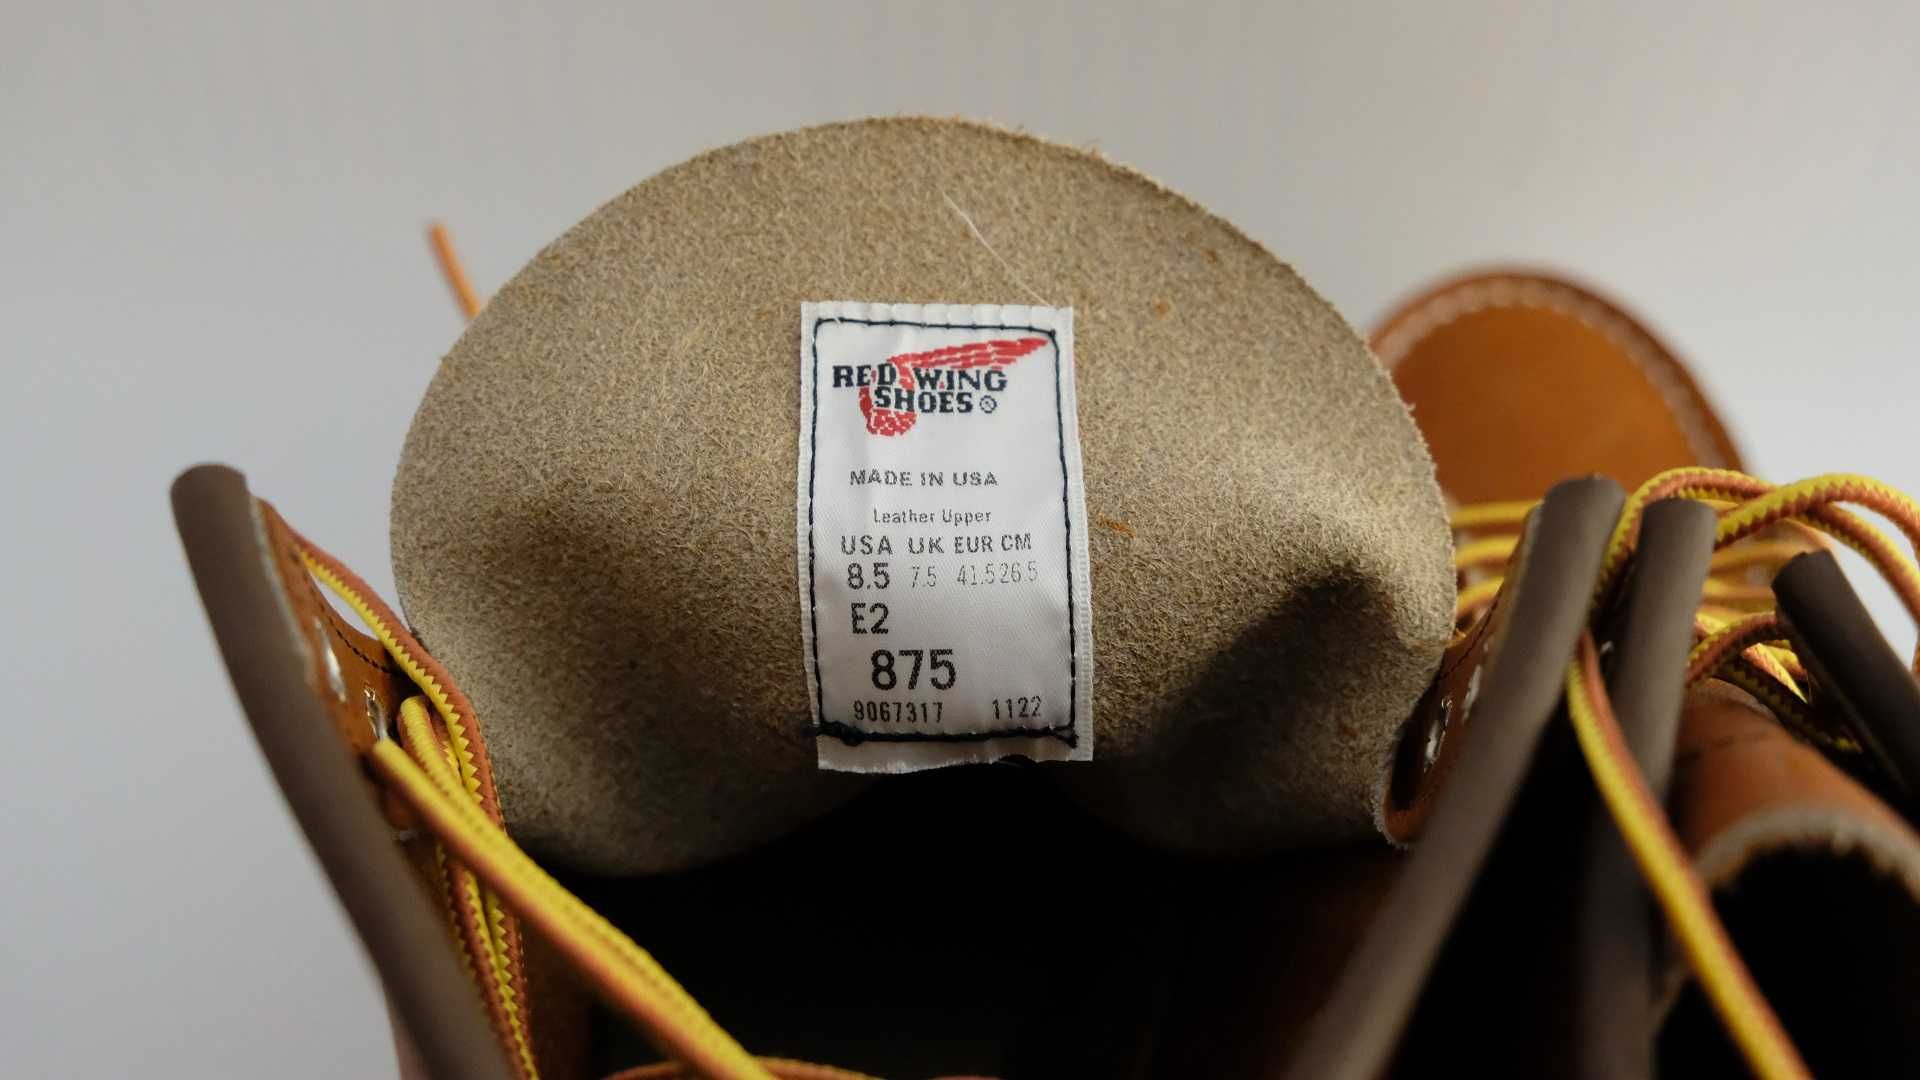 RED WING
SHOES ®
MADE IN USA
Leather Upper
USA UK EUR CM
8.5 7.5 41.5 26.5
E2
875
9067317 1122